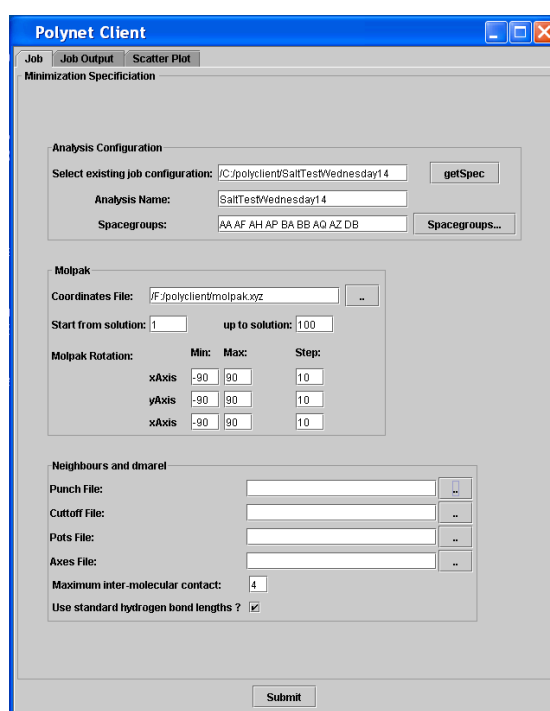 Polynet Client
Job Job Output Scatter Plot
Minimization Specificiation
Analysis Configuration
Select existing job configuration: /C:/polyclient/SaltTestWednesday14 getSpec
Analysis Name: SaltTestWednesday14
Spacegroups: AA AF AH AP BA BB AQ AZ DB Spacegroups...
Molpak
Coordinates File: /F:/polyclient/molpak.xyz ..
Start from solution: 1 up to solution: 100
Molpak Rotation: Min: Max: Step:
xAxis -90 90 10
yAxis -90 90 10
xAxis -90 90 10
Neighbours and dmarel
Punch File: ..
Cuttoff File: ..
Pots File: ..
Axes File: ..
Maximum inter-molecular contact: 4
Use standard hydrogen bond lengths ?
Submit